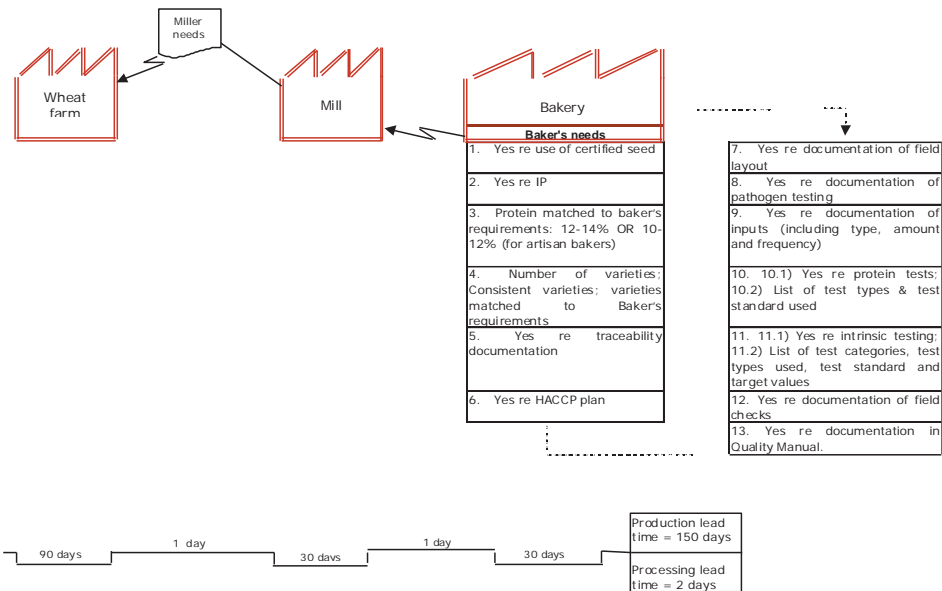 Miller
needs
Wheat
farm
Mill
Bakery
Baker's needs
1. Yes re use of certified seed
2. Yes re IP
3. Protein matched to baker's
requirements: 12-14% OR 10-
12% (for artisan bakers)
4. Number of varieties;
Consistent varieties; varieties
matched to Baker's
requirements
5. Yes re traceability
documentation
6. Yes re HACCP plan
7. Yes re documentation of field
layout
8. Yes re documentation of
pathogen testing
9. Yes re documentation of
inputs (including type, amount
and frequency)
10. 10.1) Yes re protein tests;
10.2) List of test types & test
standard used
11. 11.1) Yes re intrinsic testing;
11.2) List of test categories, test
types used, test standard and
target values
12. Yes re documentation of field
checks
13. Yes re documentation in
Quality Manual.
90 days
1 day
30 days
1 day
30 days
Production lead
time = 150 days
Processing lead
time = 2 days